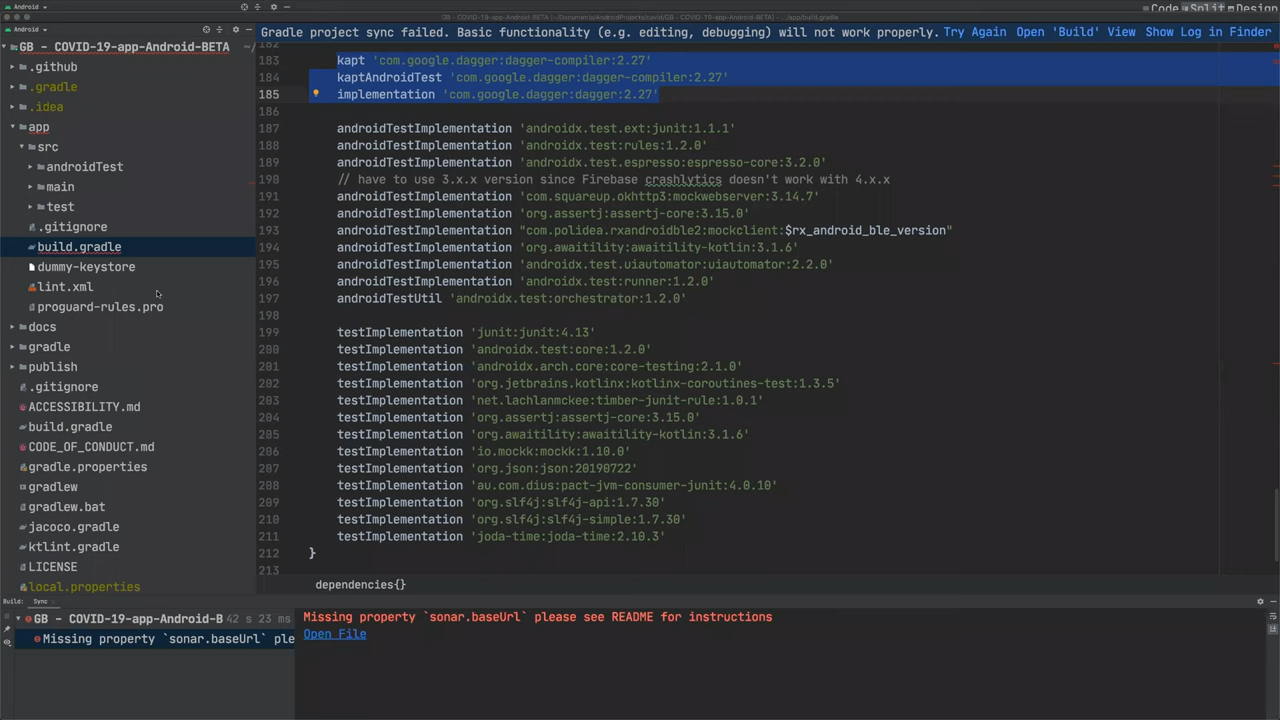 Android
Code Split Design
GB - COVID-19-app-Android-BETA
Android
Gradle project sync failed. Basic functionality (e.g. editing, debugging) will not work properly. Try Again Open 'Build' View Show Log in Finder
GB - COVID-19-app-Android-BETA ~/
.github
.gradle
.idea
app
src
androidTest
main
test
.gitignore
build.gradle
dummy-keystore
lint.xml
proguard-rules.pro
docs
gradle
publish
.gitignore
ACCESSIBILITY.md
build.gradle
CODE_OF_CONDUCT.md
gradle.properties
gradlew
gradlew.bat
jacoco.gradle
ktlint.gradle
LICENSE
local.properties
182
183 kapt 'com.google.dagger:dagger-compiler:2.27'
184 kaptAndroidTest 'com.google.dagger:dagger-compiler:2.27'
185 implementation 'com.google.dagger:dagger:2.27'
186
187 androidTestImplementation 'androidx.test.ext:junit:1.1.1'
188 androidTestImplementation 'androidx.test:rules:1.2.0'
189 androidTestImplementation 'androidx.test.espresso:espresso-core:3.2.0'
190 // have to use 3.x.x version since Firebase crashlytics doesn't work with 4.x.x
191 androidTestImplementation 'com.squareup.okhttp3:mockwebserver:3.14.7'
192 androidTestImplementation 'org.assertj:assertj-core:3.15.0'
193 androidTestImplementation "com.polidea.rxandroidble2:mockclient:$rx_android_ble_version"
194 androidTestImplementation 'org.awaitility:awaitility-kotlin:3.1.6'
195 androidTestImplementation 'androidx.test.uiautomator:uiautomator:2.2.0'
196 androidTestImplementation 'androidx.test:runner:1.2.0'
197 androidTestUtil 'androidx.test:orchestrator:1.2.0'
198
199 testImplementation 'junit:junit:4.13'
200 testImplementation 'androidx.test:core:1.2.0'
201 testImplementation 'androidx.arch.core:core-testing:2.1.0'
202 testImplementation 'org.jetbrains.kotlinx:kotlinx-coroutines-test:1.3.5'
203 testImplementation 'net.lachlanmckee:timber-junit-rule:1.0.1'
204 testImplementation 'org.assertj:assertj-core:3.15.0'
205 testImplementation 'org.awaitility:awaitility-kotlin:3.1.6'
206 testImplementation 'io.mockk:mockk:1.10.0'
207 testImplementation 'org.json:json:20190722'
208 testImplementation 'au.com.dius:pact-jvm-consumer-junit:4.0.10'
209 testImplementation 'org.slf4j:slf4j-api:1.7.30'
210 testImplementation 'org.slf4j:slf4j-simple:1.7.30'
211 testImplementation 'joda-time:joda-time:2.10.3'
212 }
213
dependencies{}
Build: Sync
GB - COVID-19-app-Android-B 42 s 23 ms
Missing property `sonar.baseUrl` ple
Missing property `sonar.baseUrl` please see README for instructions
Open File